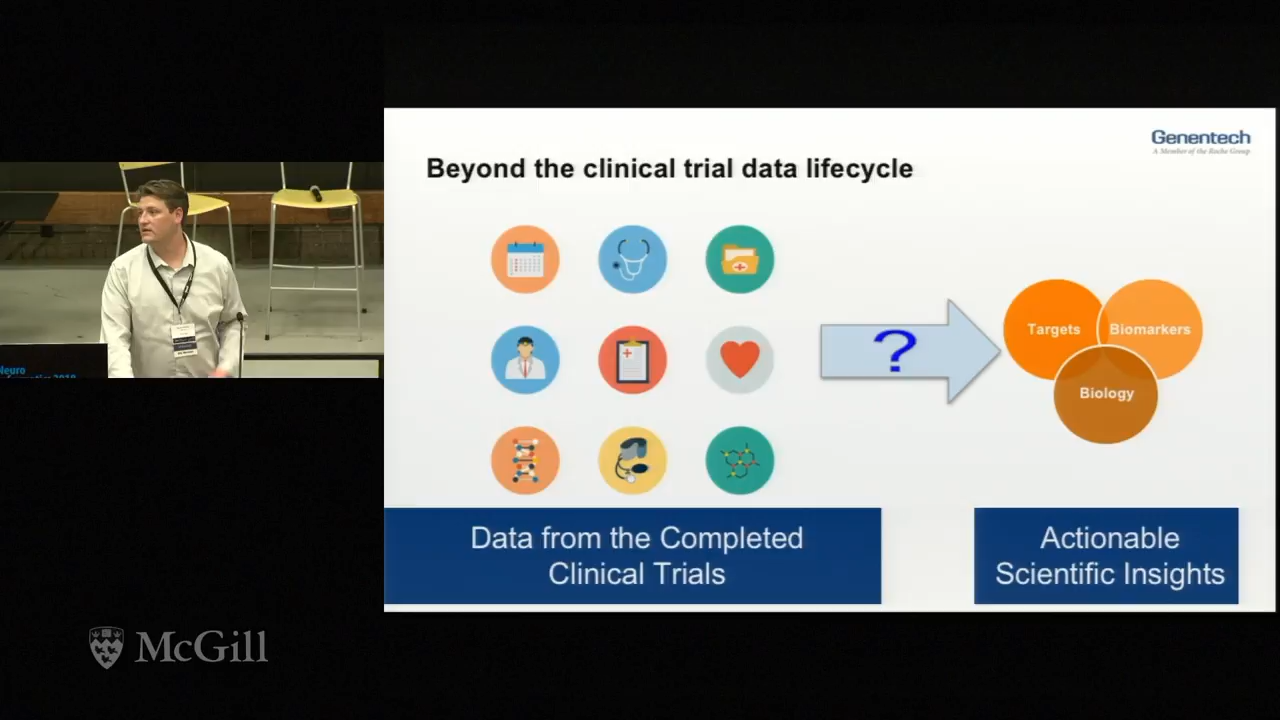 Genentech
A Member of the Roche Group
Beyond the clinical trial data lifecycle
?
Targets
Biomarkers
Biology
Data from the Completed
Clinical Trials
Actionable
Scientific Insights
McGill